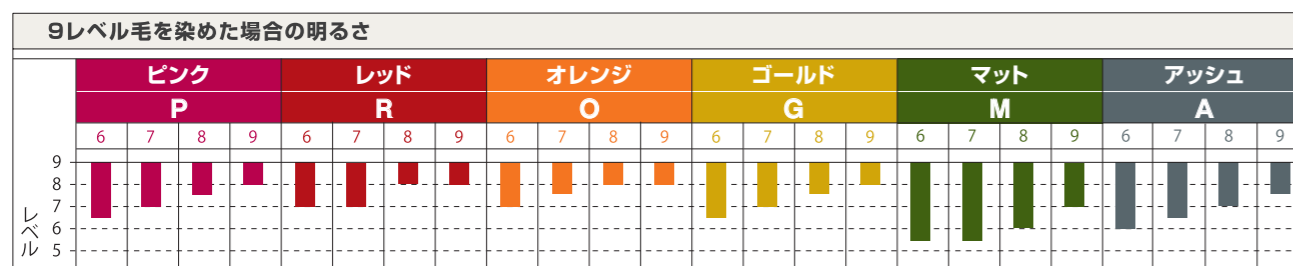 9レベル毛を染めた場合の明るさ
ピンク レッド オレンジ ゴールド マット アッシュ
P R O G M A
6 7 8 9 6 7 8 9 6 7 8 9 6 7 8 9 6 7 8 9 6 7 8 9
9
8
7
6
5
レベル